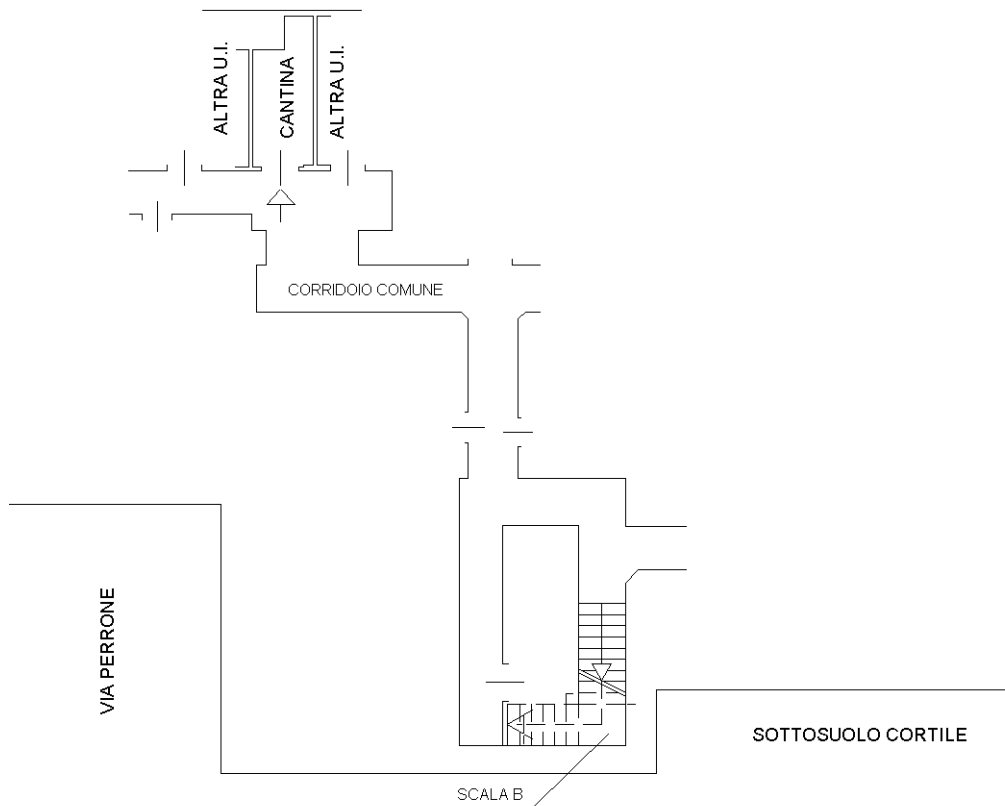 ALTRA U.I.
CANTINA
ALTRA U.I.
CORRIDOIO COMUNE
VIA PERRONE
SOTTOSUOLO CORTILE
SCALA B